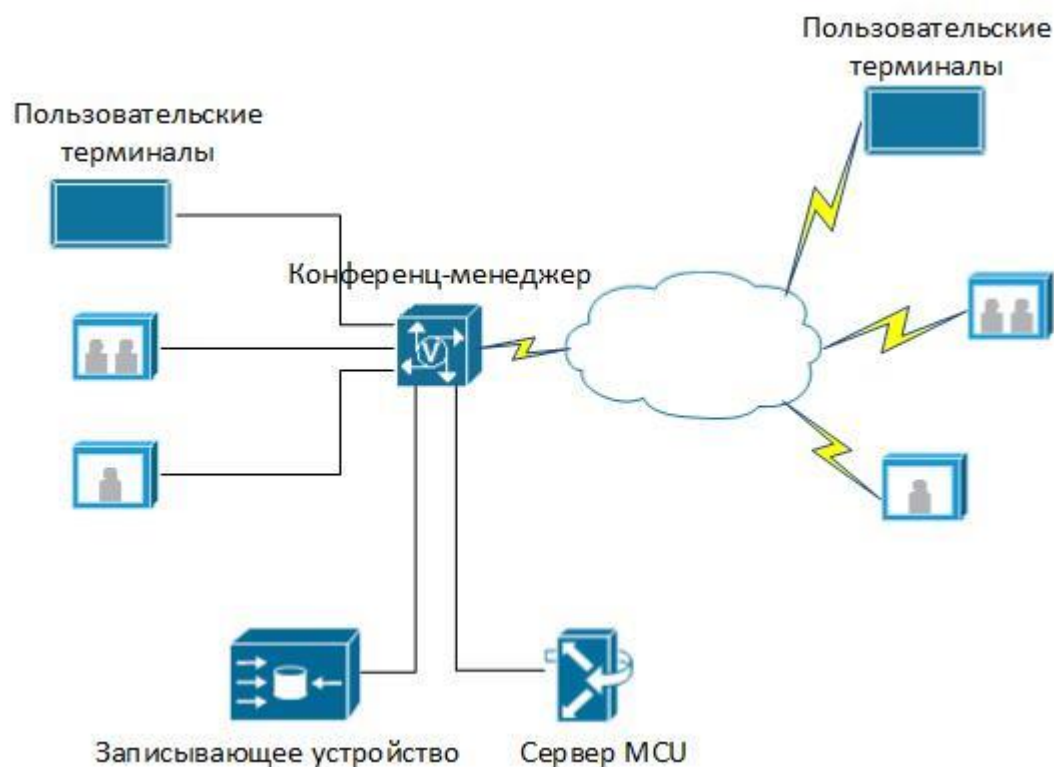 Пользовательские
терминалы
Пользовательские
терминалы
Конференц-менеджер
V
Записывающее устройство
Сервер MCU